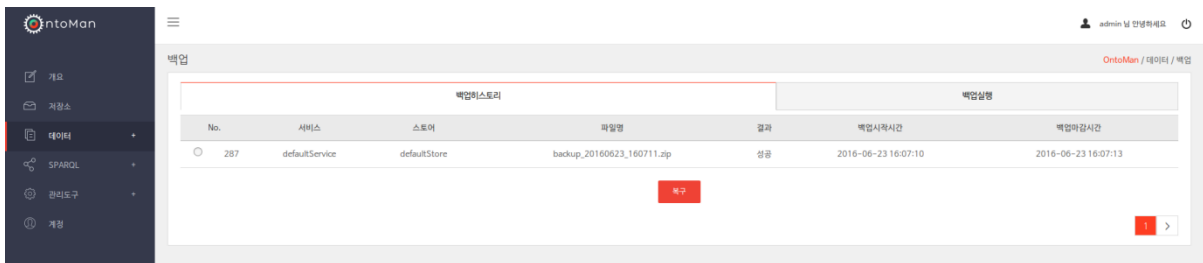 OntoMan
admin 님 안녕하세요
백업
OntoMan / 데이터 / 백업
개요
저장소
데이터 +
SPARQL +
관리도구 +
계정
백업히스토리 백업실행
No. 서비스 스토어 파일명 결과 백업시작시간 백업마감시간
287 defaultService defaultStore backup_20160623_160711.zip 성공 2016-06-23 16:07:10 2016-06-23 16:07:13
복구
1 >